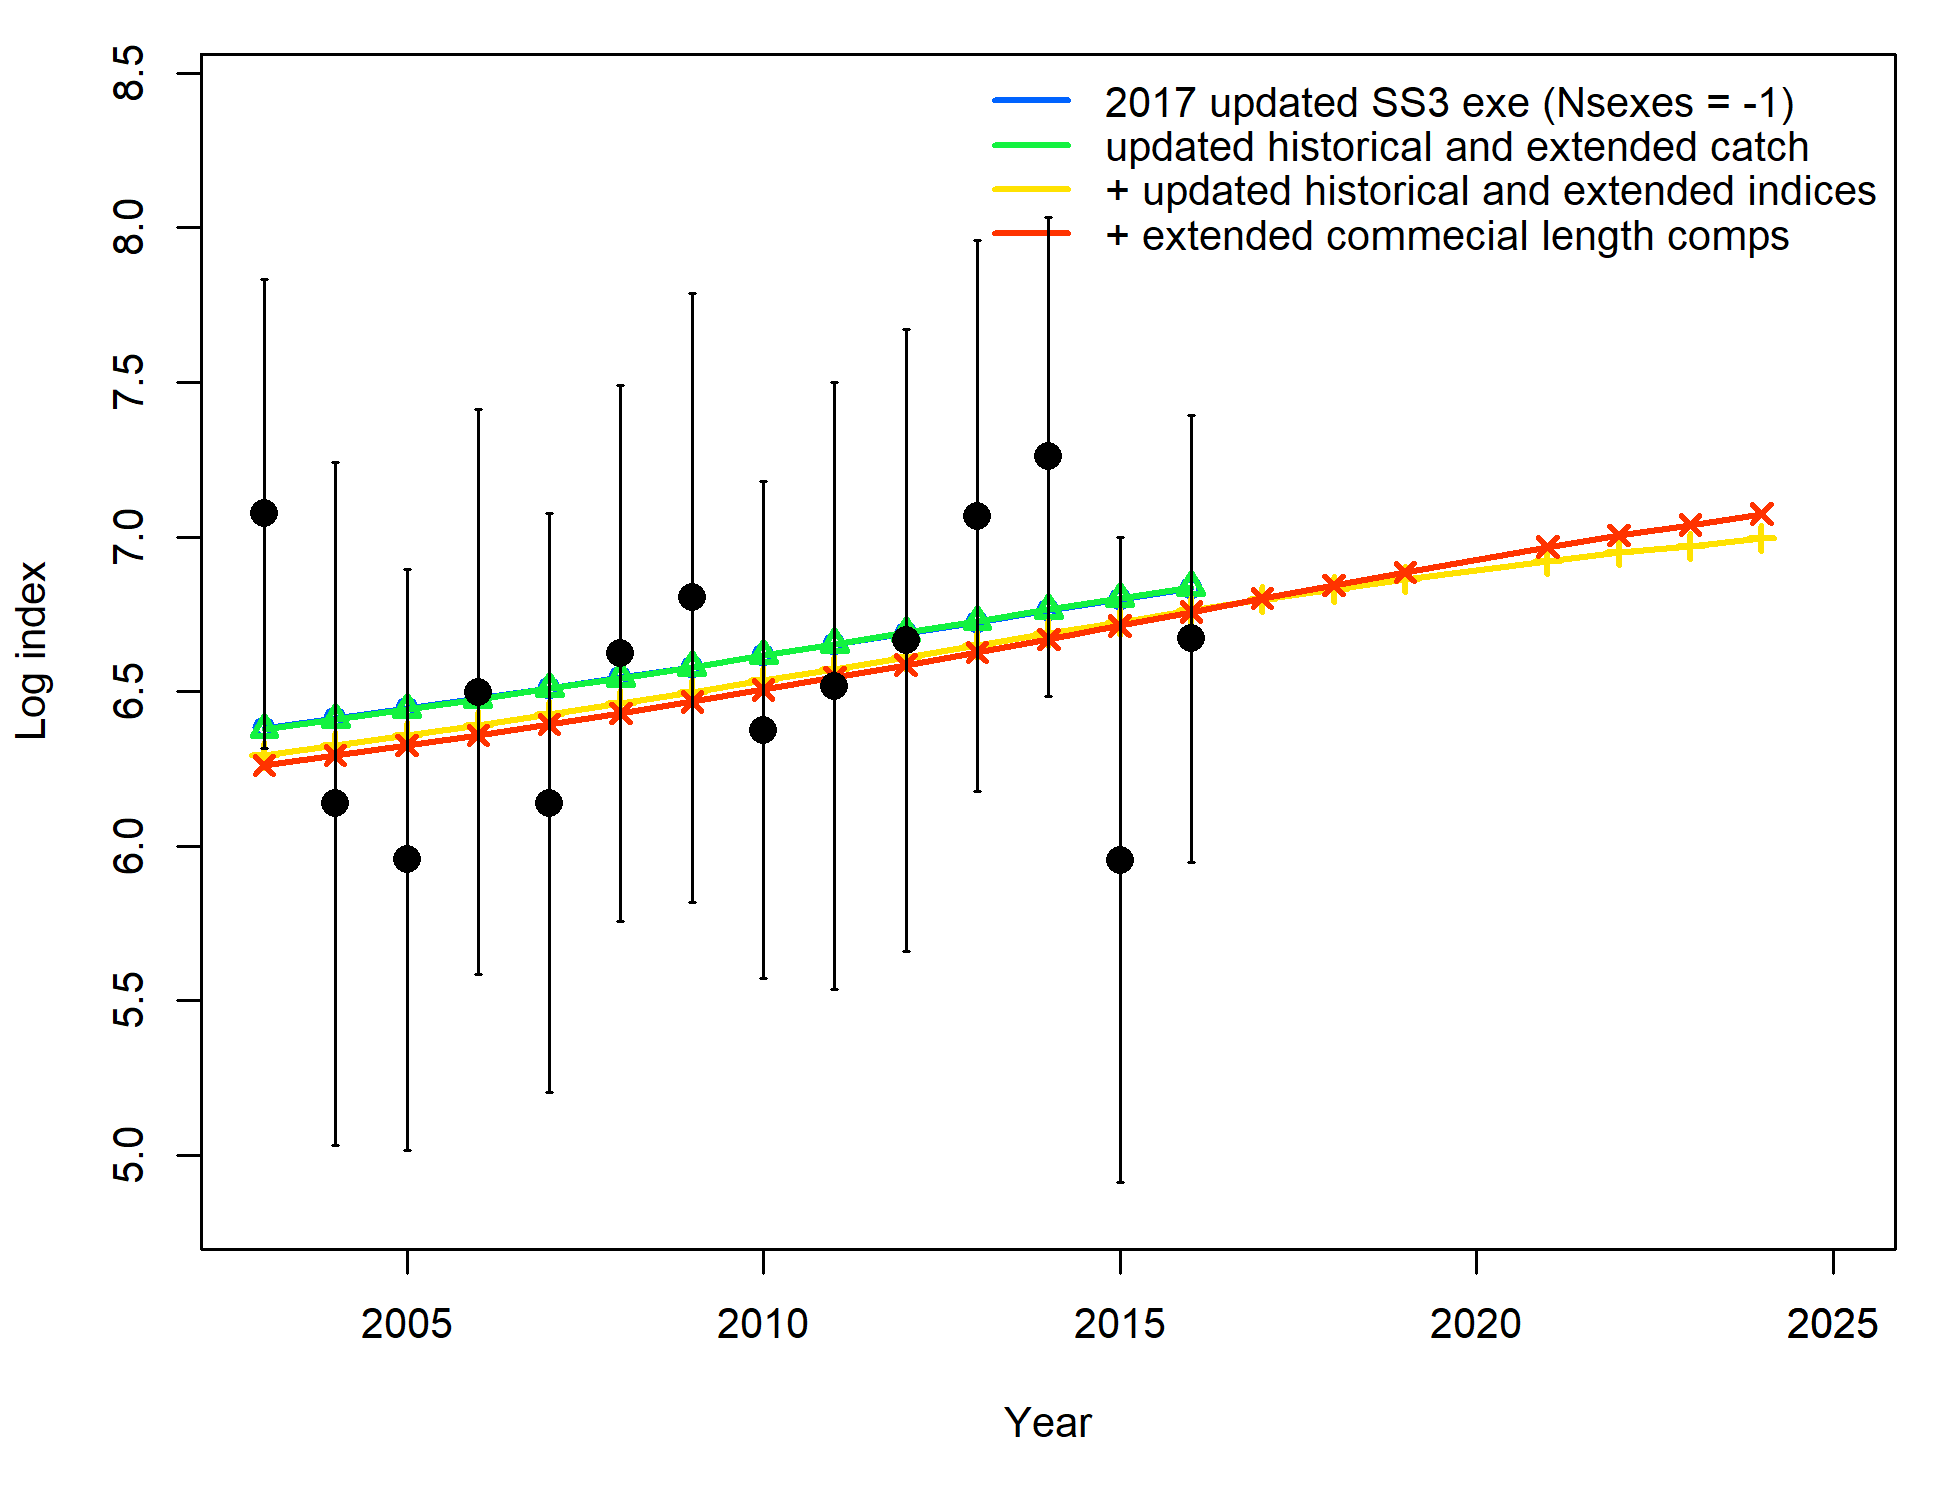 2017 updated SS3 exe (Nsexes = -1)
updated historical and extended catch
+ updated historical and extended indices
+ extended commecial length comps
8.5
8.0
7.5
7.0
6.5
6.0
5.5
5.0
Log index
2005 2010 2015 2020 2025
Year